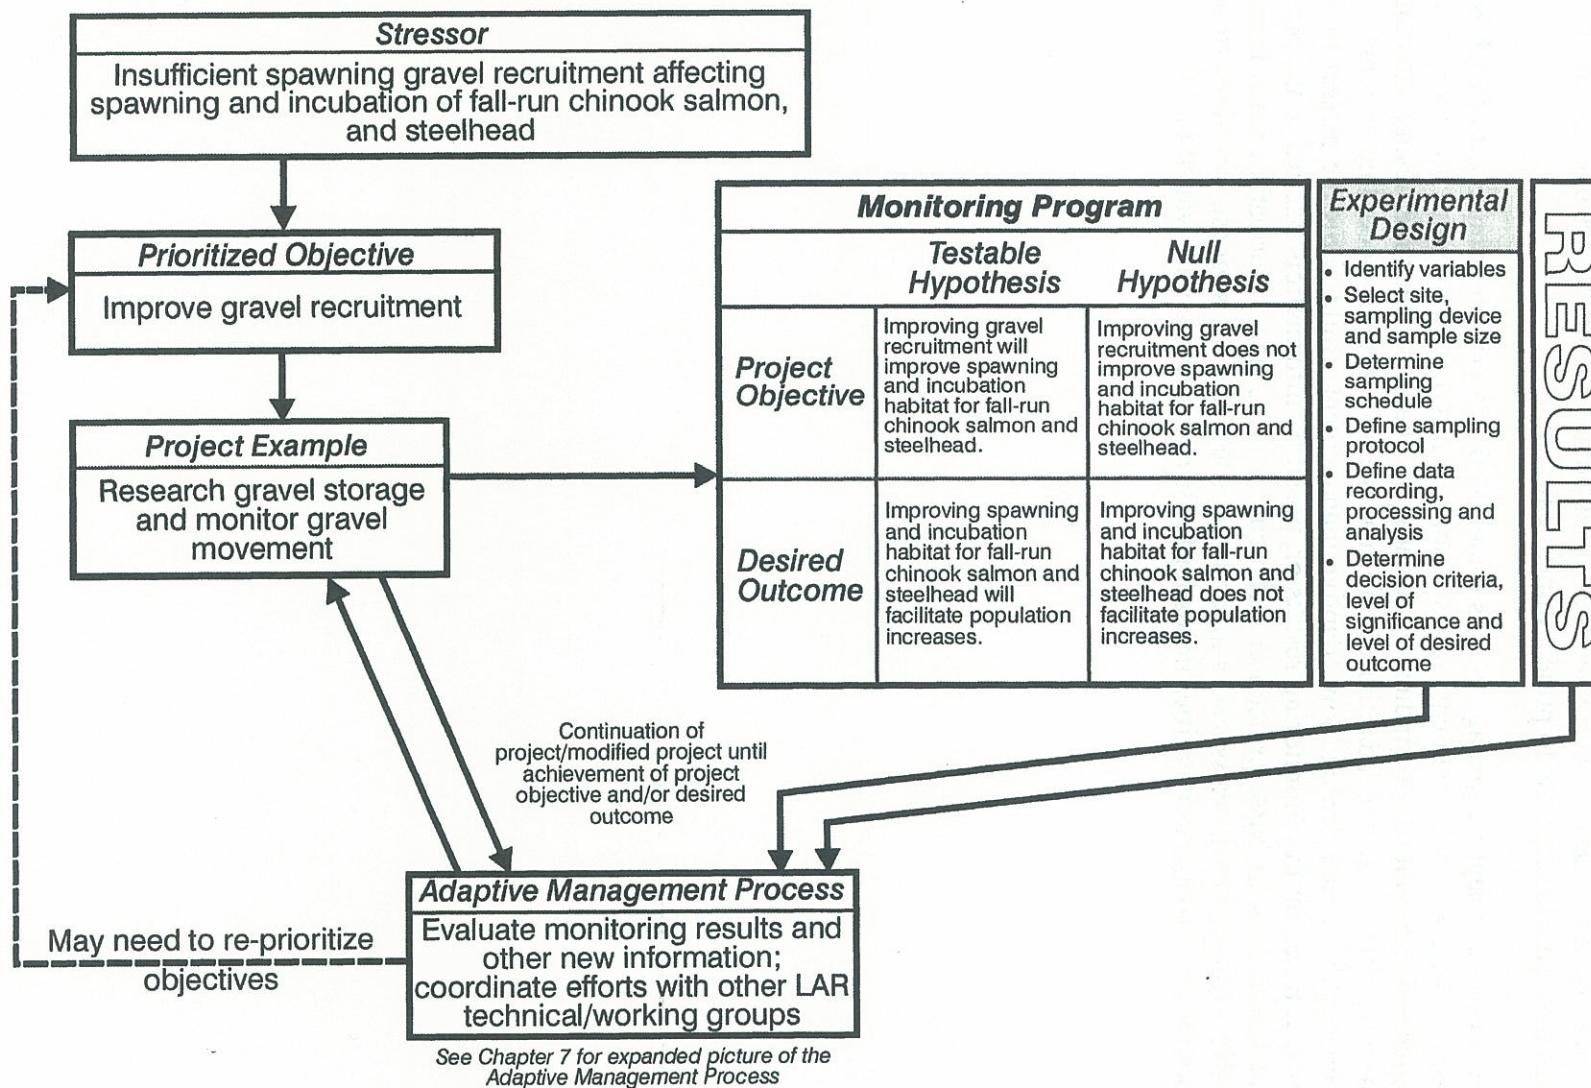 Stressor
Insufficient spawning gravel recruitment affecting
spawning and incubation of fall-run chinook salmon,
and steelhead
Prioritized Objective
Improve gravel recruitment
Project Example
Research gravel storage
and monitor gravel
movement
Monitoring Program
Testable
Hypothesis
Null
Hypothesis
Project
Objective
Improving gravel
recruitment will
improve spawning
and incubation
habitat for fall-run
chinook salmon and
steelhead.
Improving gravel
recruitment does not
improve spawning
and incubation
habitat for fall-run
chinook salmon and
steelhead.
Desired
Outcome
Improving spawning
and incubation
habitat for fall-run
chinook salmon and
steelhead will
facilitate population
increases.
Improving spawning
and incubation
habitat for fall-run
chinook salmon and
steelhead does not
facilitate population
increases.
Experimental
Design
• Identify variables
• Select site,
sampling device
and sample size
• Determine
sampling
schedule
• Define sampling
protocol
• Define data
recording,
processing and
analysis
• Determine
decision criteria,
level of
significance and
level of desired
outcome
RESULTS
Continuation of
project/modified project until
achievement of project
objective and/or desired
outcome
May need to re-prioritize
objectives
Adaptive Management Process
Evaluate monitoring results and
other new information;
coordinate efforts with other LAR
technical/working groups
See Chapter 7 for expanded picture of the
Adaptive Management Process